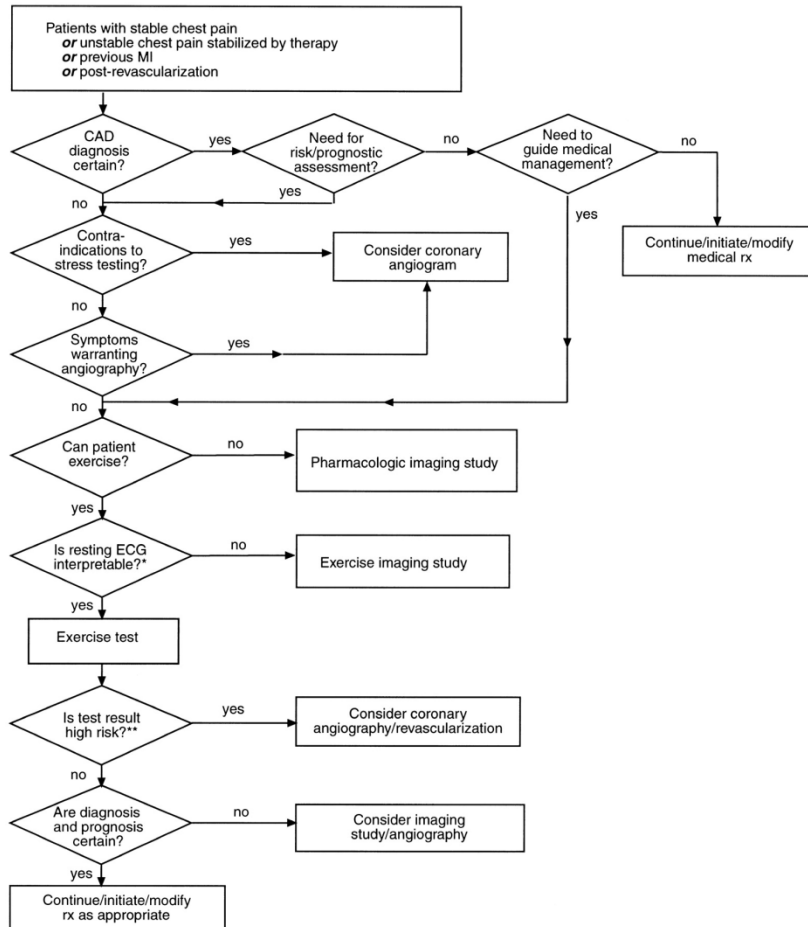 Patients with stable chest pain
or unstable chest pain stabilized by therapy
or previous MI
or post-revascularization
CAD
diagnosis
certain?
yes
Need for
risk/prognostic
assessment?
no
Need to
guide medical
management?
no
no
yes
yes
Contra-
indications to
stress testing?
yes
Consider coronary
angiogram
Continue/initiate/modify
medical rx
no
Symptoms
warranting
angiography?
yes
no
Can patient
exercise?
no
Pharmacologic imaging study
yes
Is resting ECG
interpretable?*
no
Exercise imaging study
yes
Exercise test
Is test result
high risk?**
yes
Consider coronary
angiography/revascularization
no
Are diagnosis
and prognosis
certain?
no
Consider imaging
study/angiography
yes
Continue/initiate/modify
rx as appropriate